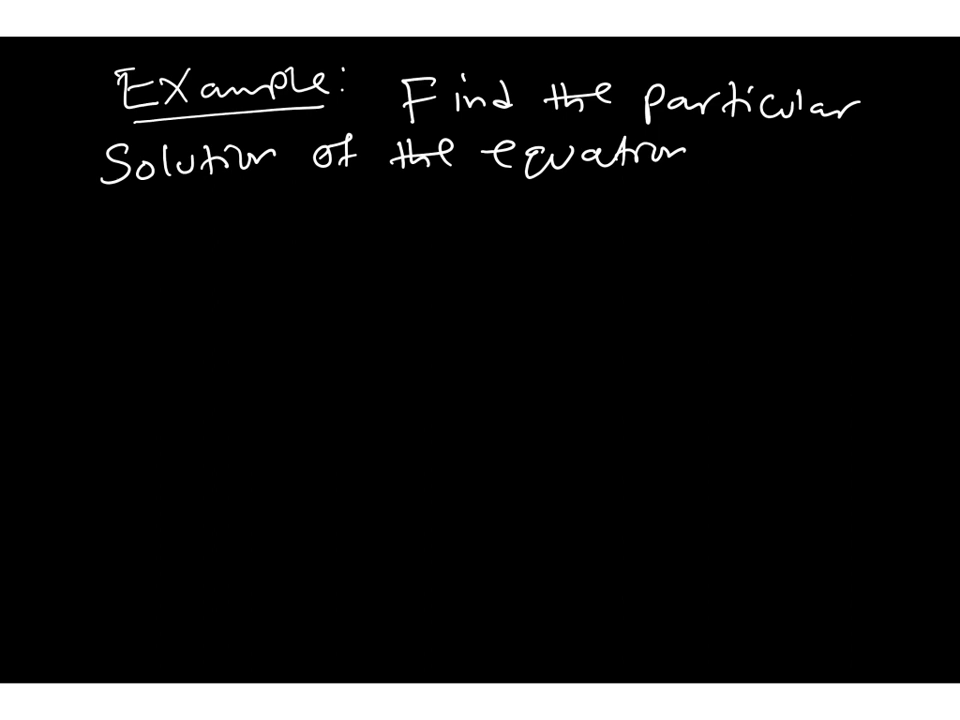 Example: Find the particular
Solution of the equation